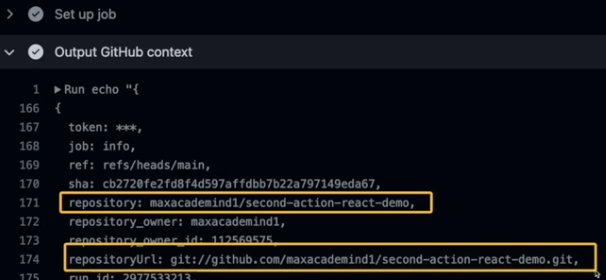 Set up job
Output GitHub context
1 Run echo "{
166 {
167 token: ***,
168 job: info,
169 ref: refs/heads/main,
170 sha: cb2720fe2fd8f4d597affdbb7b22a797149eda67,
171 repository: maxacademind1/second-action-react-demo,
172 repository_owner: maxacademind1,
173 repository_owner_id: 112569575,
174 repositoryUrl: git://github.com/maxacademind1/second-action-react-demo.git,
175 run_id: 2977533213,